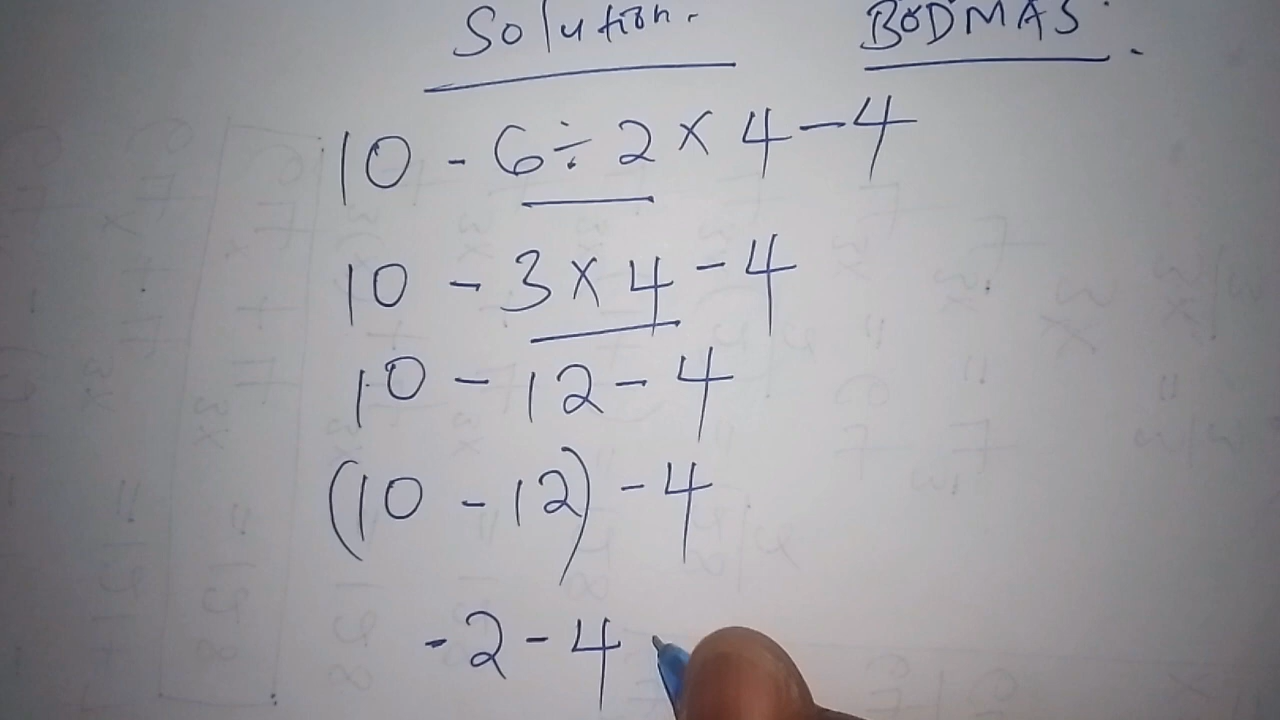 Solution. BODMAS.
10 - 6 ÷ 2 × 4 - 4
10 - 3 × 4 - 4
10 - 12 - 4
(10 - 12) - 4
-2 - 4